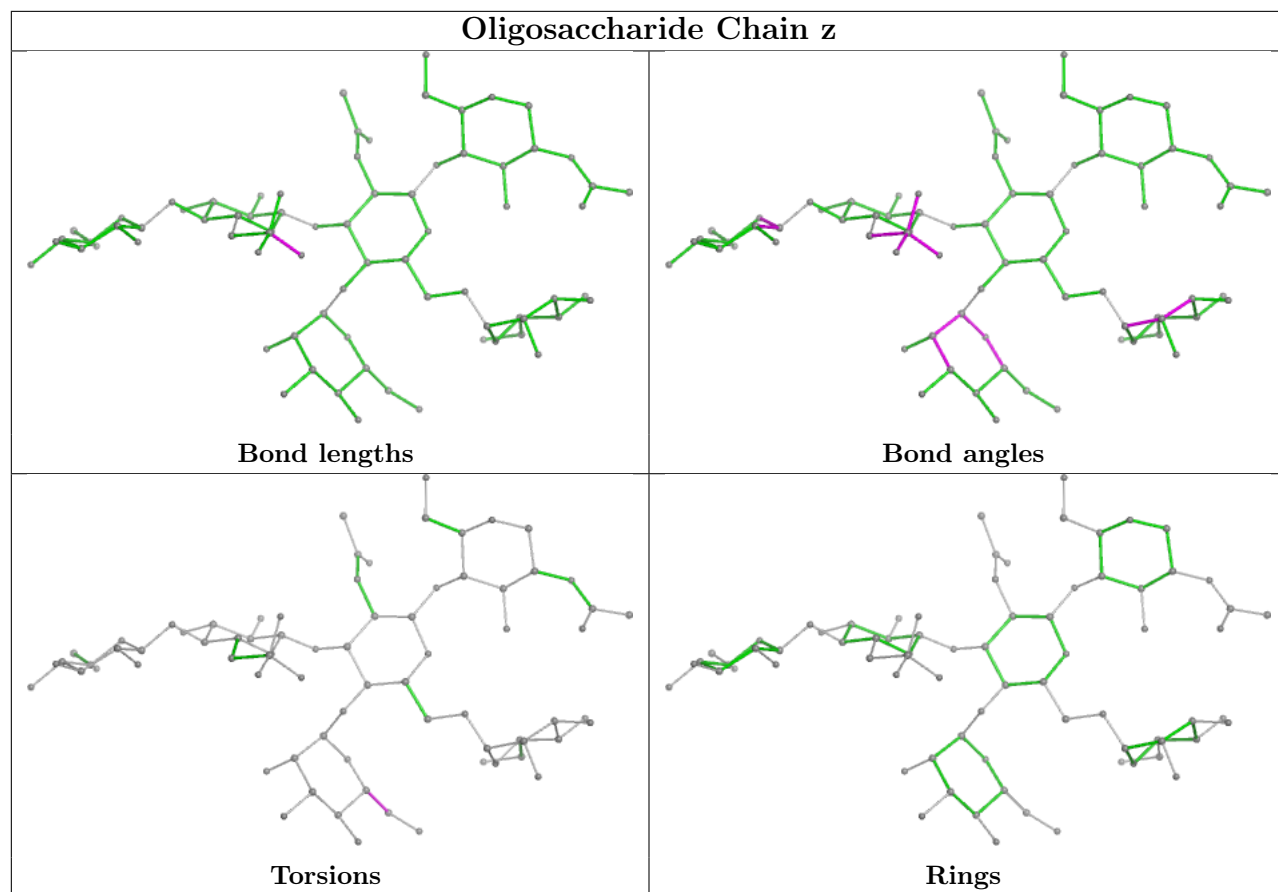 Oligosaccharide Chain z
Bond lengths
Bond angles
Torsions
Rings